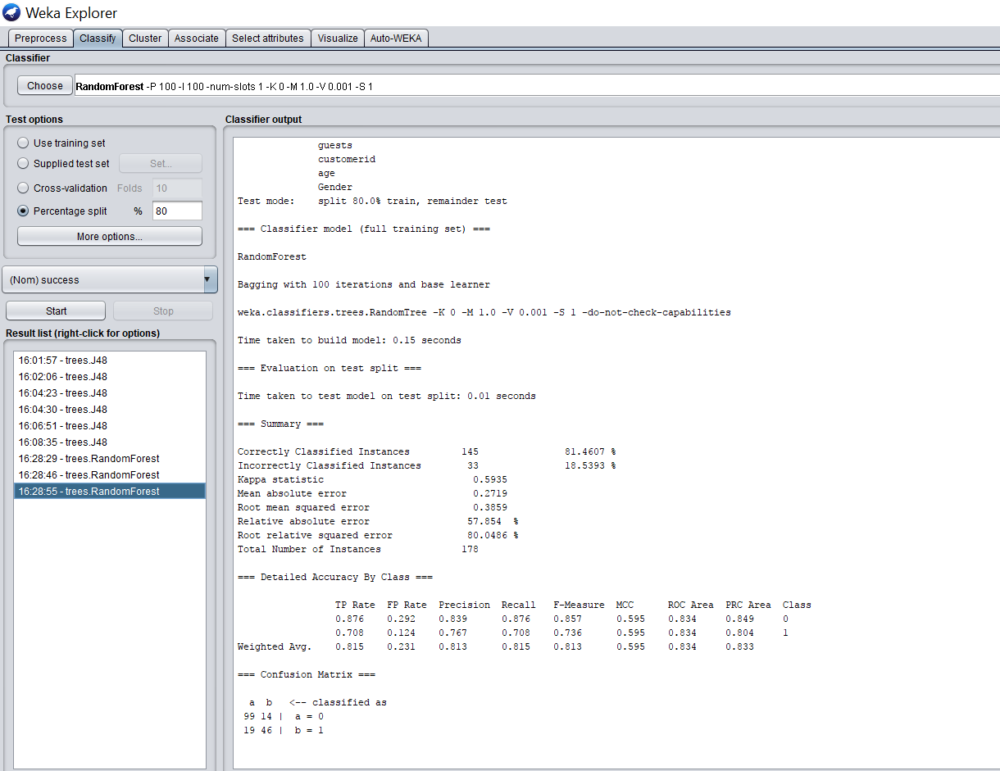 Weka Explorer
Preprocess Classify Cluster Associate Select attributes Visualize Auto-WEKA
Classifier
Choose RandomForest -P 100 -I 100 -num-slots 1 -K 0 -M 1.0 -V 0.001 -S 1
Test options
Use training set
Supplied test set Set...
Cross-validation Folds 10
Percentage split % 80
More options...
(Nom) success
Start Stop
Result list (right-click for options)
16:01:57 - trees.J48
16:02:06 - trees.J48
16:04:23 - trees.J48
16:04:30 - trees.J48
16:06:51 - trees.J48
16:08:35 - trees.J48
16:28:29 - trees.RandomForest
16:28:46 - trees.RandomForest
16:28:55 - trees.RandomForest
Classifier output
guests
customerid
age
Gender
Test mode: split 80.0% train, remainder test
=== Classifier model (full training set) ===
RandomForest
Bagging with 100 iterations and base learner
weka.classifiers.trees.RandomTree -K 0 -M 1.0 -V 0.001 -S 1 -do-not-check-capabilities
Time taken to build model: 0.15 seconds
=== Evaluation on test split ===
Time taken to test model on test split: 0.01 seconds
=== Summary ===
Correctly Classified Instances 145 81.4607 %
Incorrectly Classified Instances 33 18.5393 %
Kappa statistic 0.5935
Mean absolute error 0.2719
Root mean squared error 0.3859
Relative absolute error 57.854 %
Root relative squared error 80.0486 %
Total Number of Instances 178
=== Detailed Accuracy By Class ===
TP Rate FP Rate Precision Recall F-Measure MCC ROC Area PRC Area Class
0.876 0.292 0.839 0.876 0.857 0.595 0.834 0.849 0
0.708 0.124 0.767 0.708 0.736 0.595 0.834 0.804 1
Weighted Avg. 0.815 0.231 0.813 0.815 0.813 0.595 0.834 0.833
=== Confusion Matrix ===
a b <-- classified as
99 14 | a = 0
19 46 | b = 1